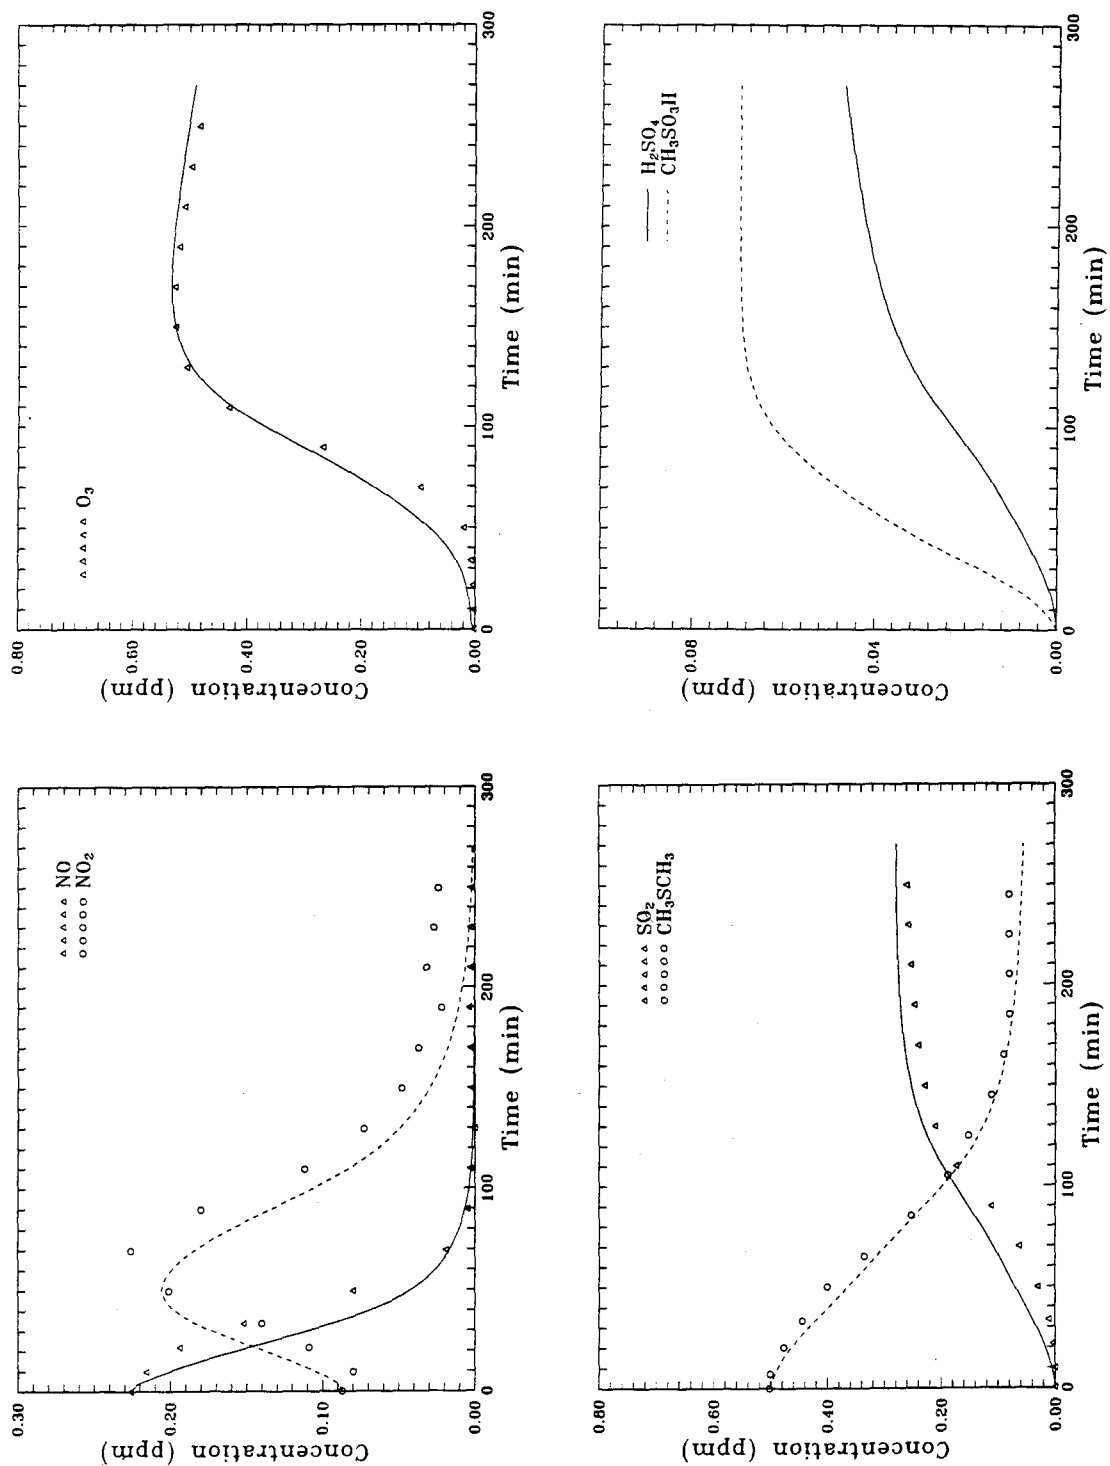 0.30
0.20
0.10
0.00
Concentration (ppm)
0
100
200
300
Time (min)
NO
NO2
0.80
0.60
0.40
0.20
0.00
Concentration (ppm)
0
100
200
300
Time (min)
O3
0.80
0.60
0.40
0.20
0.00
Concentration (ppm)
0
100
200
300
Time (min)
SO2
CH3SCH3
0.08
0.04
0.00
Concentration (ppm)
0
100
200
300
Time (min)
H2SO4
CH3SO3H